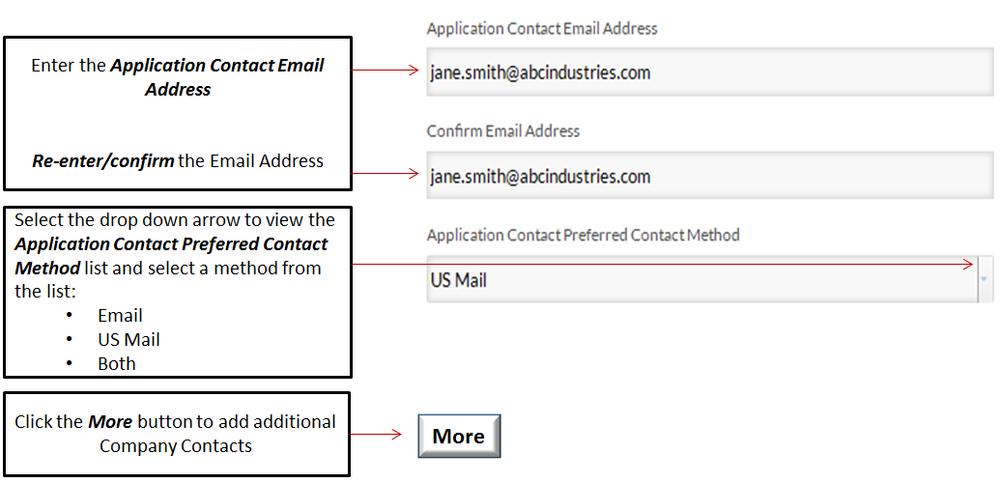 Application Contact Email Address
Enter the Application Contact Email
Address
jane.smith@abcindustries.com
Confirm Email Address
Re-enter/confirm the Email Address
jane.smith@abcindustries.com
Select the drop down arrow to view the
Application Contact Preferred Contact
Method list and select a method from
the list:
• Email
• US Mail
• Both
Application Contact Preferred Contact Method
US Mail
Click the More button to add additional
Company Contacts
More